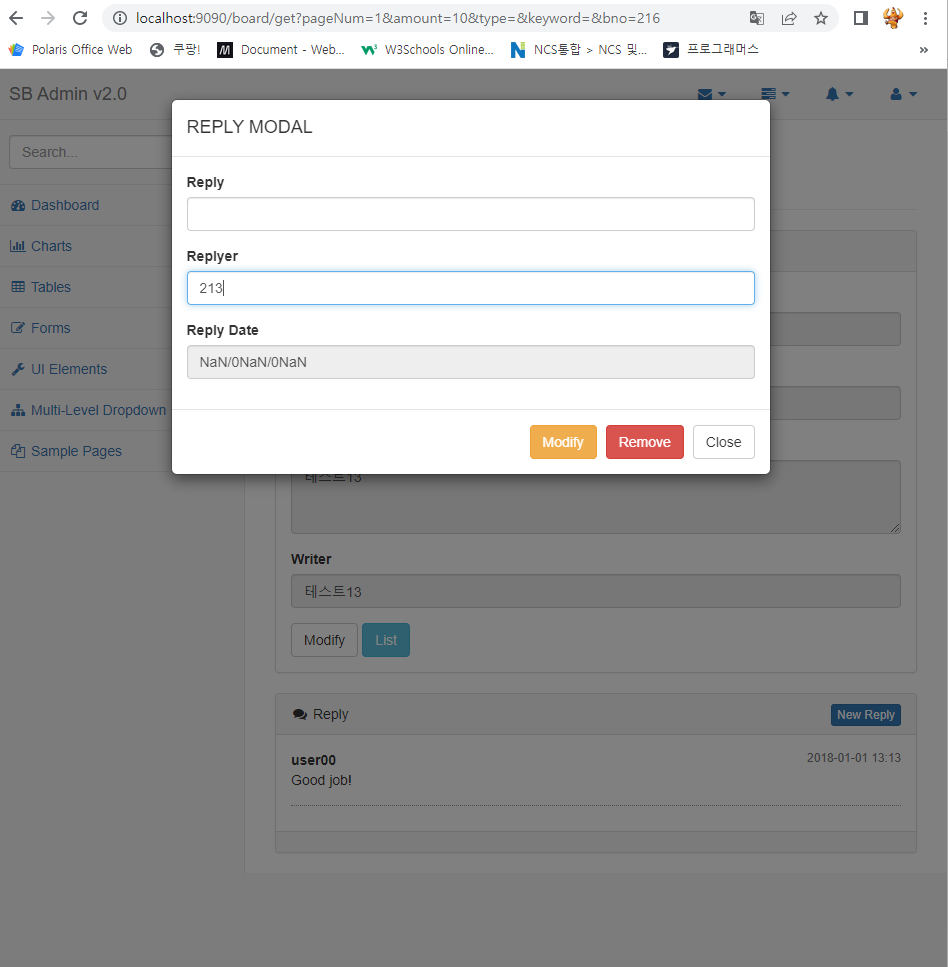 localhost:9090/board/get?pageNum=1&amount=10&type=&keyword=&bno=216
Polaris Office Web 쿠팡! Document - Web... W3Schools Online... NCS통합 > NCS 및... 프로그래머스 »
SB Admin v2.0
Search...
Dashboard
Charts
Tables
Forms
UI Elements
Multi-Level Dropdown
Sample Pages
REPLY MODAL
Reply
Replyer
213
Reply Date
NaN/0NaN/0NaN
Modify Remove Close
테스트13
Writer
테스트13
Modify List
Reply New Reply
user00 2018-01-01 13:13
Good job!